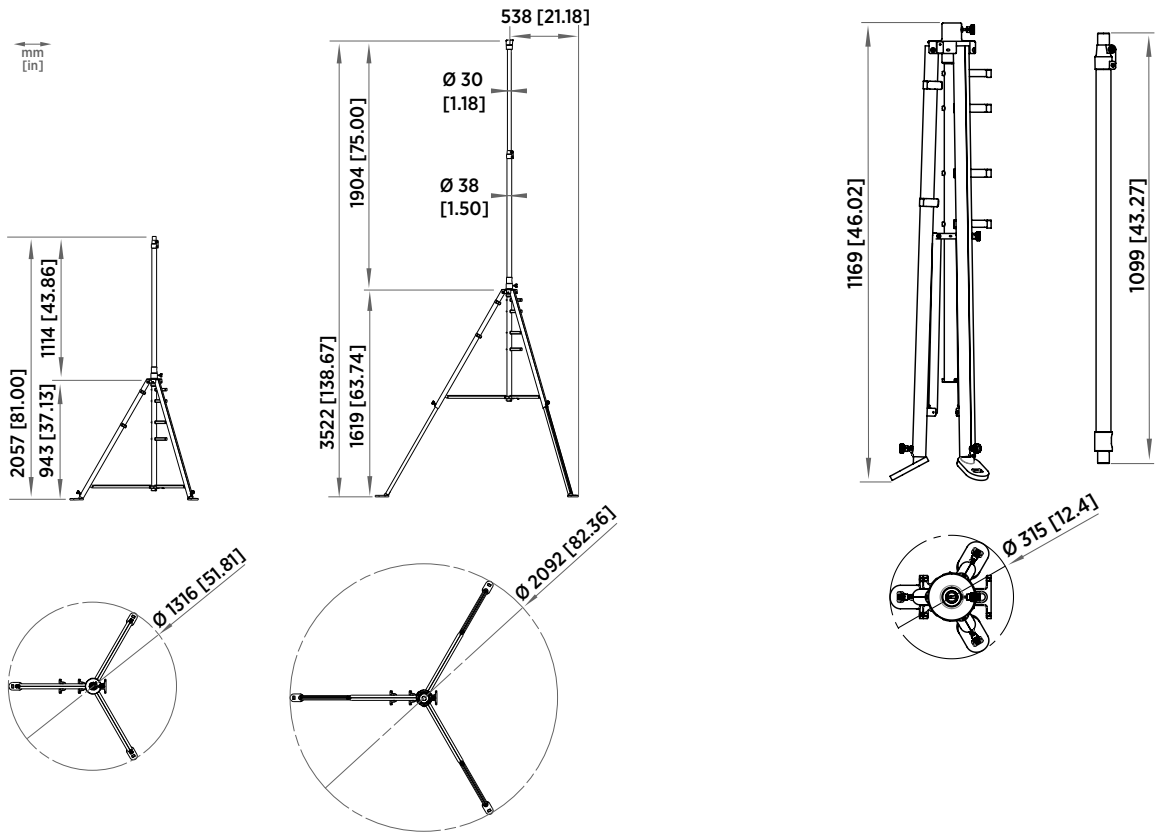 mm
[in]
538 [21.18]
Ø 30
[1.18]
Ø 38
[1.50]
1904 [75.00]
3522 [138.67]
1619 [63.74]
1114 [43.86]
2057 [81.00]
943 [37.13]
1169 [46.02]
1099 [43.27]
Ø 1316 [51.81]
Ø 2092 [82.36]
Ø 315 [12.4]